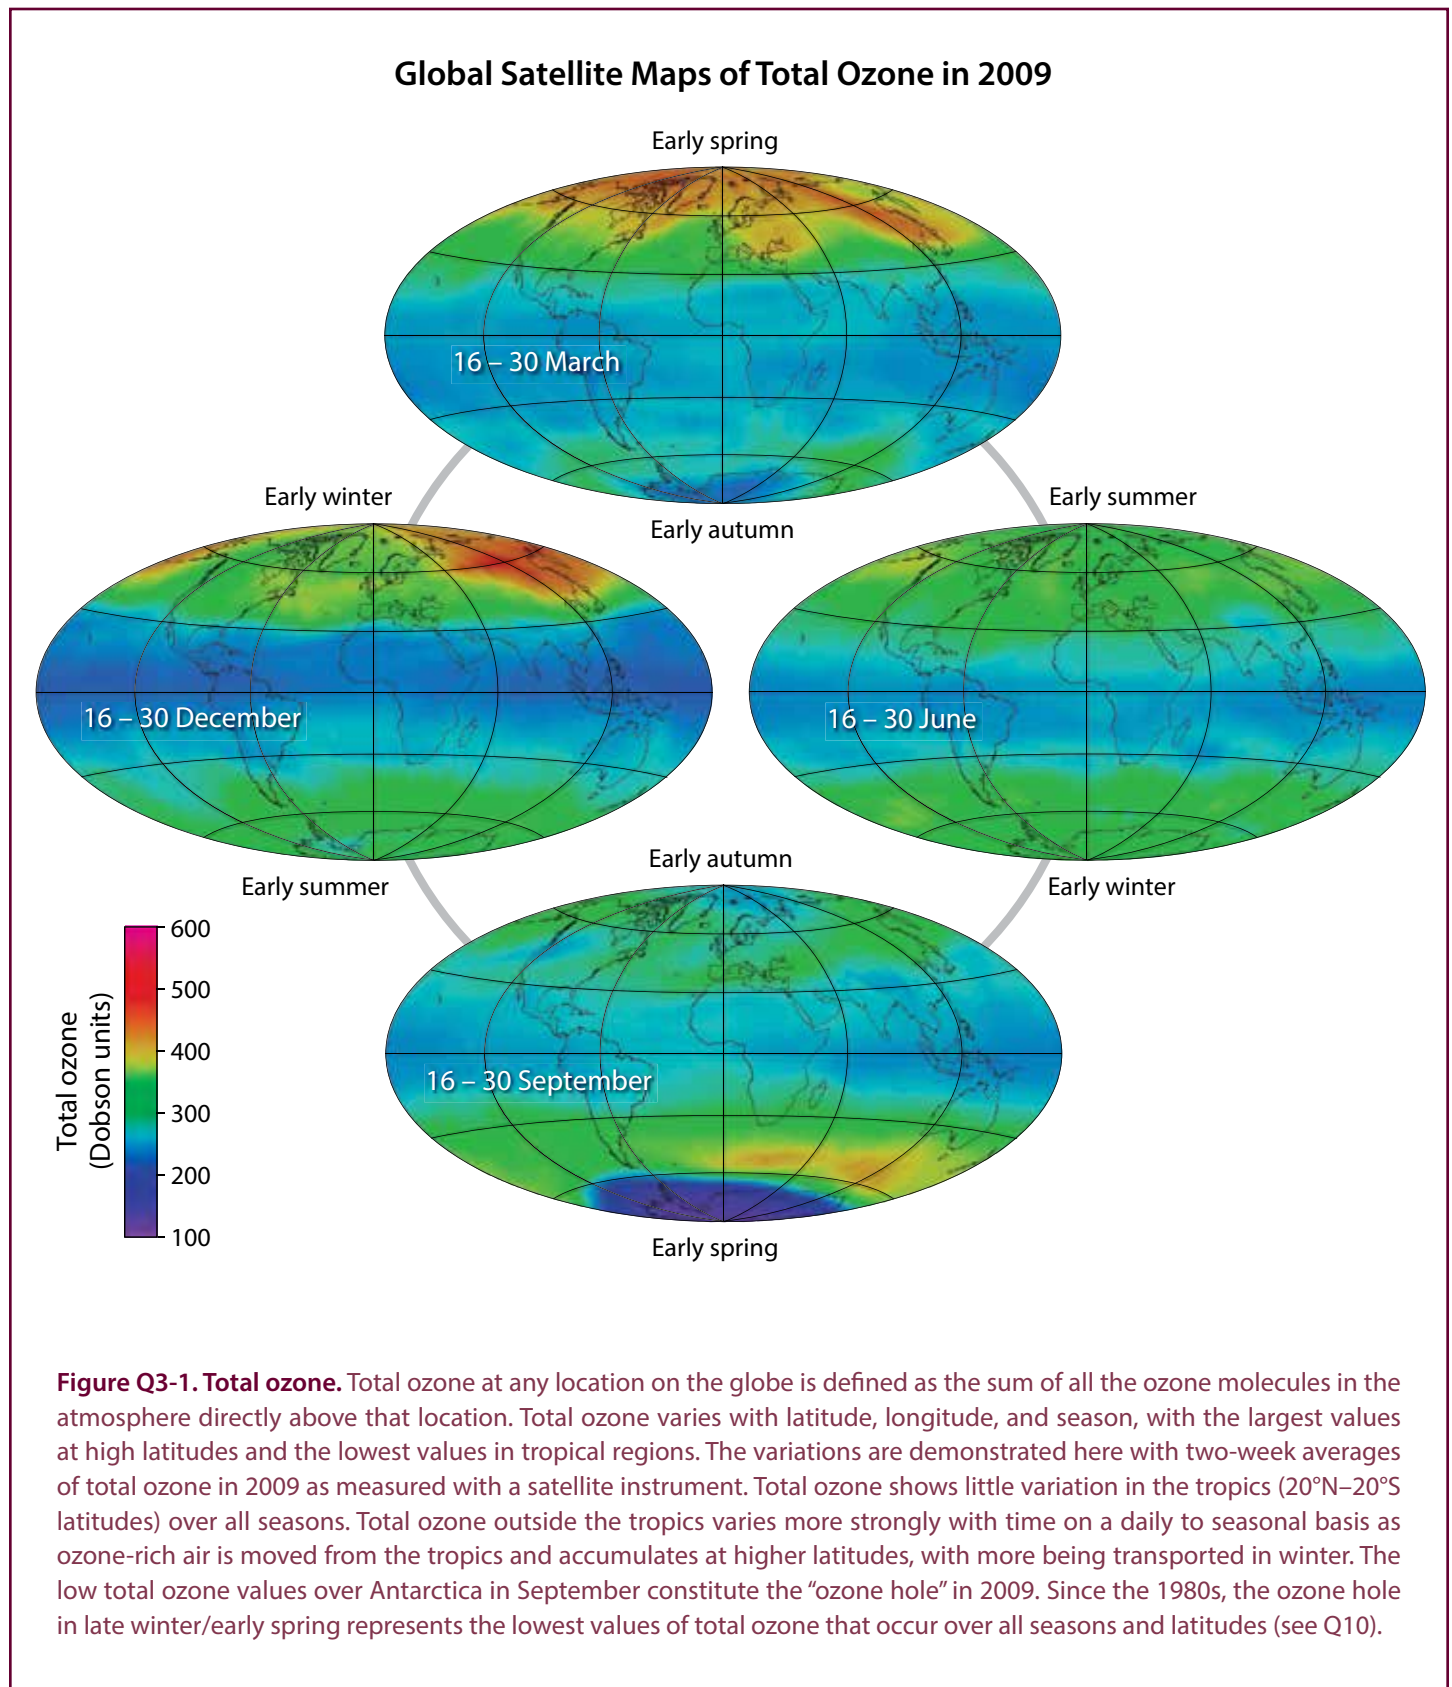 Global Satellite Maps of Total Ozone in 2009
Early spring
16 – 30 March
Early autumn
Early winter
16 – 30 December
Early summer
Early summer
16 – 30 June
Early winter
Early autumn
16 – 30 September
Early spring
Total ozone
(Dobson units)
600
500
400
300
200
100
Figure Q3-1. Total ozone. Total ozone at any location on the globe is defined as the sum of all the ozone molecules in the
atmosphere directly above that location. Total ozone varies with latitude, longitude, and season, with the largest values
at high latitudes and the lowest values in tropical regions. The variations are demonstrated here with two-week averages
of total ozone in 2009 as measured with a satellite instrument. Total ozone shows little variation in the tropics (20°N–20°S
latitudes) over all seasons. Total ozone outside the tropics varies more strongly with time on a daily to seasonal basis as
ozone-rich air is moved from the tropics and accumulates at higher latitudes, with more being transported in winter. The
low total ozone values over Antarctica in September constitute the “ozone hole” in 2009. Since the 1980s, the ozone hole
in late winter/early spring represents the lowest values of total ozone that occur over all seasons and latitudes (see Q10).